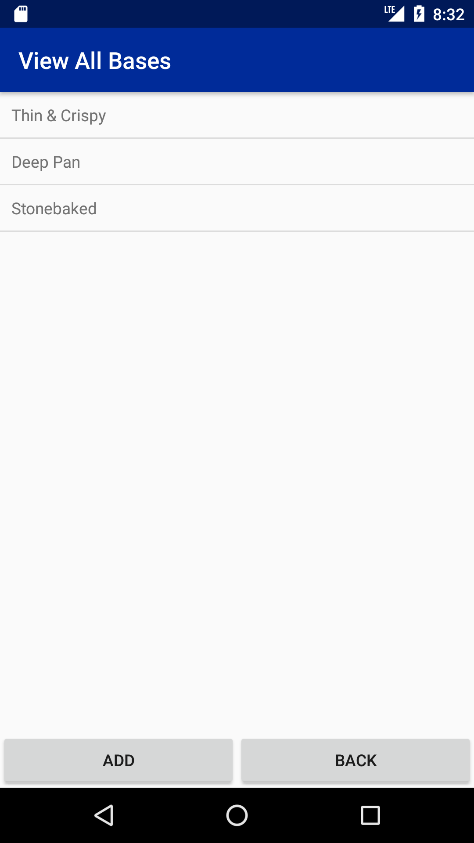 LTE 8:32
View All Bases
Thin & Crispy
Deep Pan
Stonebaked
ADD BACK